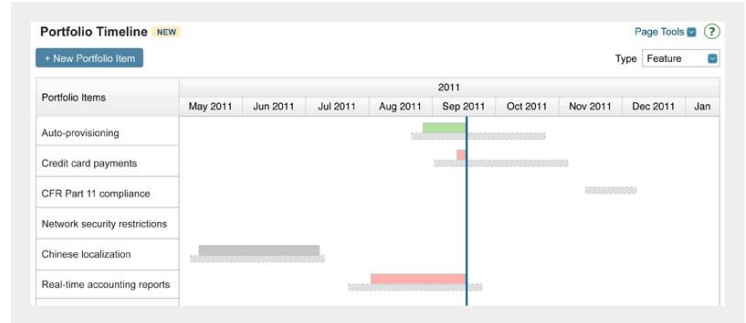 Portfolio Timeline NEW
Page Tools ?
+ New Portfolio Item
Type Feature
Portfolio Items
2011
May 2011 Jun 2011 Jul 2011 Aug 2011 Sep 2011 Oct 2011 Nov 2011 Dec 2011 Jan
Auto-provisioning
Credit card payments
CFR Part 11 compliance
Network security restrictions
Chinese localization
Real-time accounting reports